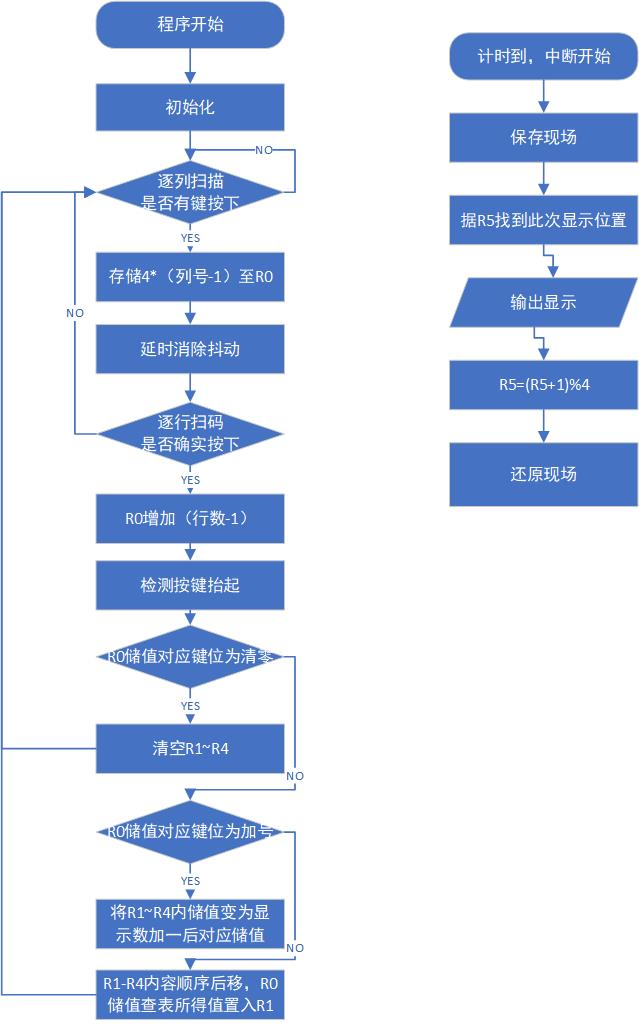 程序开始
初始化
NO
逐列扫描
是否有键按下
YES
存储4*（列号-1）至R0
NO
延时消除抖动
逐行扫码
是否确实按下
YES
R0增加（行数-1）
检测按键抬起
R0储值对应键位为清零
YES
清空R1~R4
NO
R0储值对应键位为加号
YES
将R1~R4内储值变为显
示数加一后对应储值
NO
R1-R4内容顺序后移，R0
储值查表所得值置入R1
计时到，中断开始
保存现场
据R5找到此次显示位置
输出显示
R5=(R5+1)%4
还原现场